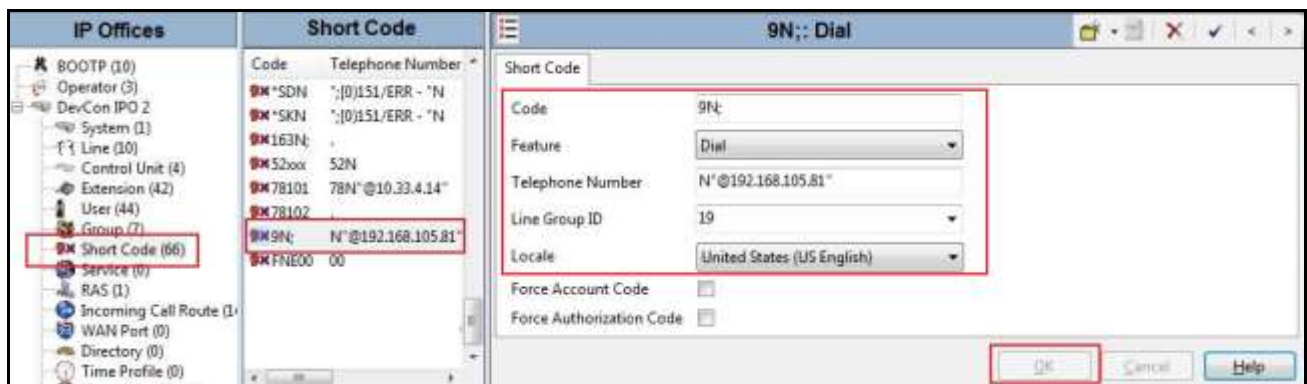 IP Offices
BOOTP (10)
Operator (3)
DevCon IPO 2
System (1)
Line (10)
Control Unit (4)
Extension (42)
User (44)
Group (7)
Short Code (66)
Service (0)
RAS (1)
Incoming Call Route (1
WAN Port (0)
Directory (0)
Time Profile (0)
Short Code
Code Telephone Number
*SDN ";[0)151/ERR - "N
*SKN ";[0)151/ERR - "N
163N; .
52xxx 52N
78101 78N"@10.33.4.14"
78102 .
9N; N"@192.168.105.81"
FNE00 00
9N;: Dial
Short Code
Code 9N;
Feature Dial
Telephone Number N"@192.168.105.81"
Line Group ID 19
Locale United States (US English)
Force Account Code
Force Authorization Code
OK Cancel Help